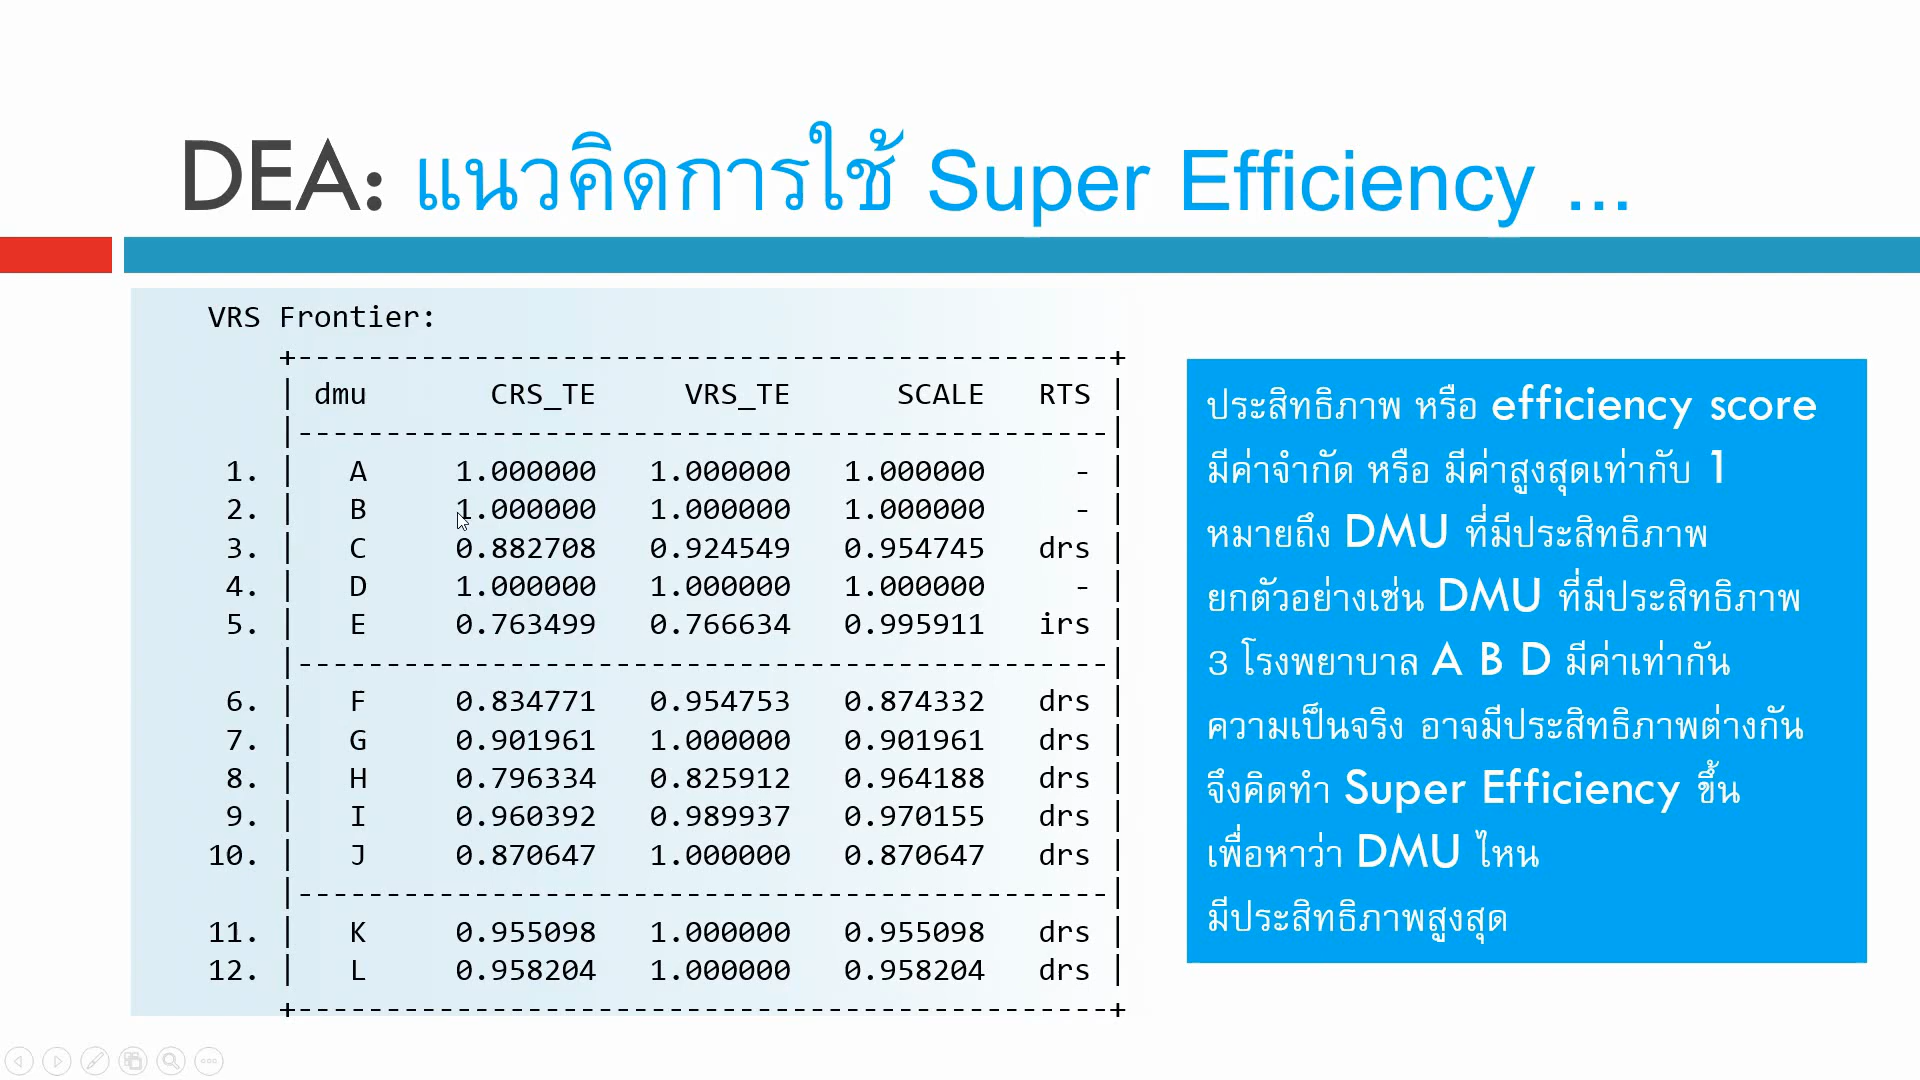 DEA: แนวคิดการใช้ Super Efficiency ...
VRS Frontier:
+----------------------------------------------+
| dmu CRS_TE VRS_TE SCALE RTS |
|----------------------------------------------|
1. | A 1.000000 1.000000 1.000000 - |
2. | B 1.000000 1.000000 1.000000 - |
3. | C 0.882708 0.924549 0.954745 drs |
4. | D 1.000000 1.000000 1.000000 - |
5. | E 0.763499 0.766634 0.995911 irs |
|----------------------------------------------|
6. | F 0.834771 0.954753 0.874332 drs |
7. | G 0.901961 1.000000 0.901961 drs |
8. | H 0.796334 0.825912 0.964188 drs |
9. | I 0.960392 0.989937 0.970155 drs |
10. | J 0.870647 1.000000 0.870647 drs |
|----------------------------------------------|
11. | K 0.955098 1.000000 0.955098 drs |
12. | L 0.958204 1.000000 0.958204 drs |
+----------------------------------------------+
ประสิทธิภาพ หรือ efficiency score
มีค่าจำกัด หรือ มีค่าสูงสุดเท่ากับ 1
หมายถึง DMU ที่มีประสิทธิภาพ
ยกตัวอย่างเช่น DMU ที่มีประสิทธิภาพ
3 โรงพยาบาล A B D มีค่าเท่ากัน
ความเป็นจริง อาจมีประสิทธิภาพต่างกัน
จึงคิดทำ Super Efficiency ขึ้น
เพื่อหาว่า DMU ไหน
มีประสิทธิภาพสูงสุด